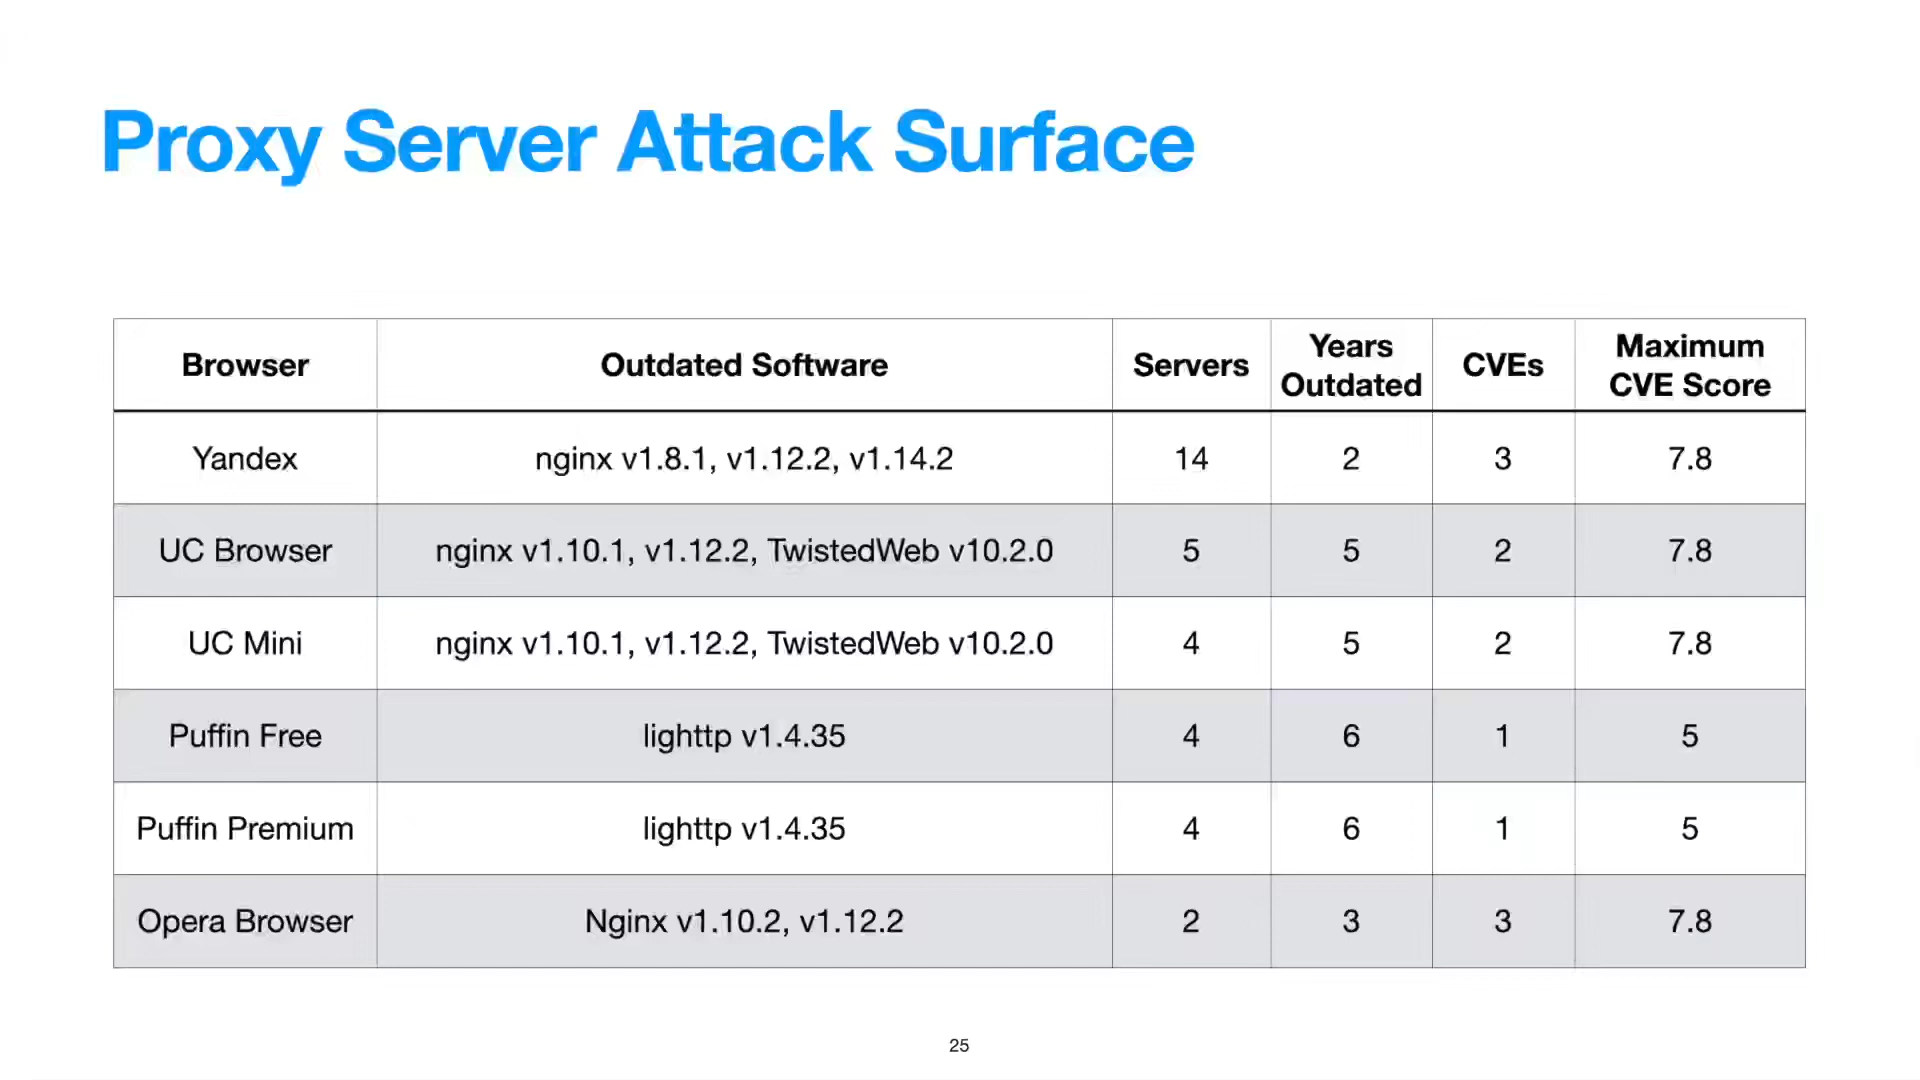 Proxy Server Attack Surface
Browser Outdated Software Servers Years Outdated CVEs Maximum CVE Score
Yandex nginx v1.8.1, v1.12.2, v1.14.2 14 2 3 7.8
UC Browser nginx v1.10.1, v1.12.2, TwistedWeb v10.2.0 5 5 2 7.8
UC Mini nginx v1.10.1, v1.12.2, TwistedWeb v10.2.0 4 5 2 7.8
Puffin Free lighttp v1.4.35 4 6 1 5
Puffin Premium lighttp v1.4.35 4 6 1 5
Opera Browser Nginx v1.10.2, v1.12.2 2 3 3 7.8
25